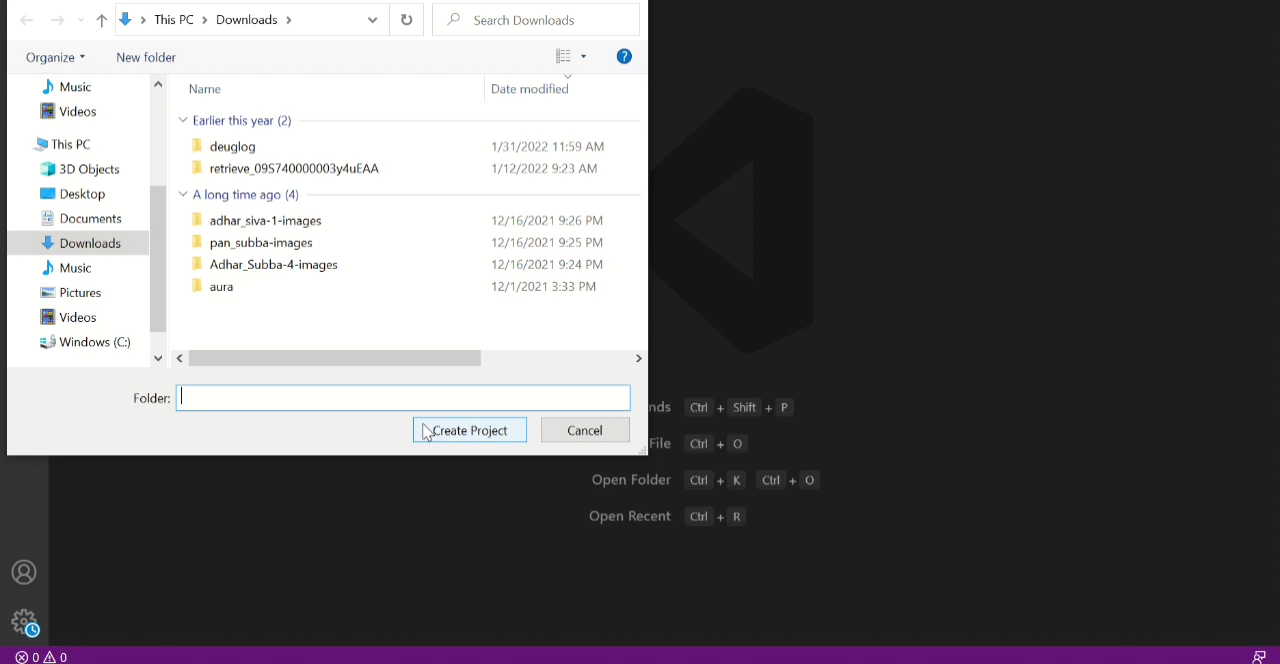 This PC > Downloads >
Search Downloads
Organize
New folder
?
Music
Videos
This PC
3D Objects
Desktop
Documents
Downloads
Music
Pictures
Videos
Windows (C:)
Name Date modified
Earlier this year (2)
deuglog 1/31/2022 11:59 AM
retrieve_09S740000003y4uEAA 1/12/2022 9:23 AM
A long time ago (4)
adhar_siva-1-images 12/16/2021 9:26 PM
pan_subba-images 12/16/2021 9:25 PM
Adhar_Subba-4-images 12/16/2021 9:24 PM
aura 12/1/2021 3:33 PM
Folder:
Create Project Cancel
nds Ctrl + Shift + P
File Ctrl + O
Open Folder Ctrl + K Ctrl + O
Open Recent Ctrl + R
0 0